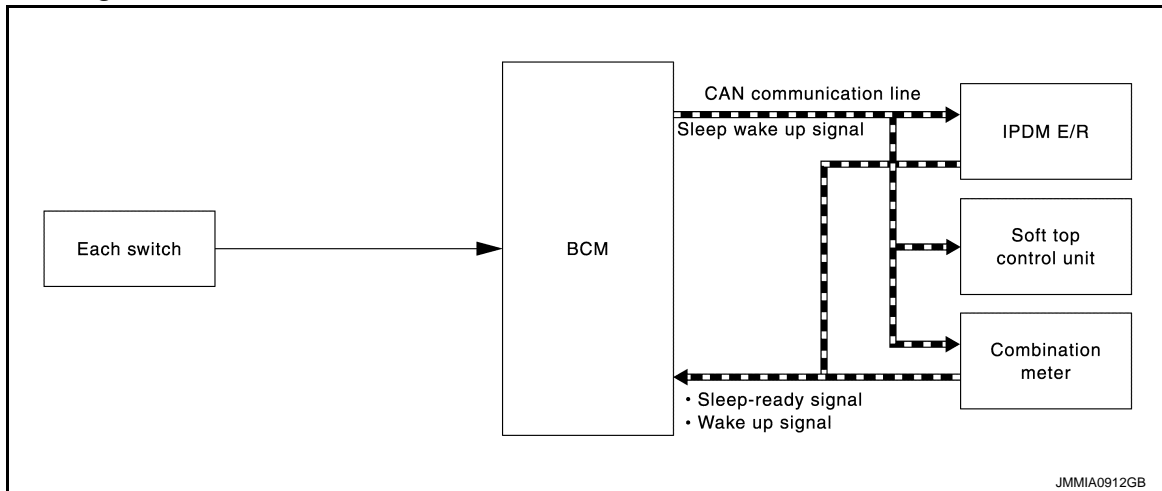 CAN communication line
Sleep wake up signal
IPDM E/R
Each switch
BCM
Soft top
control unit
Combination
meter
• Sleep-ready signal
• Wake up signal
JMMIA0912GB